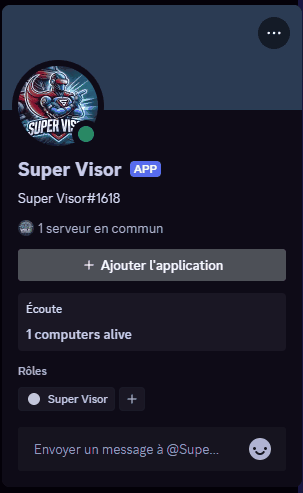 SUPER VIS
Super Visor APP
Super Visor#1618
1 serveur en commun
+ Ajouter l'application
Écoute
1 computers alive
Rôles
Super Visor +
Envoyer un message à @Supe...